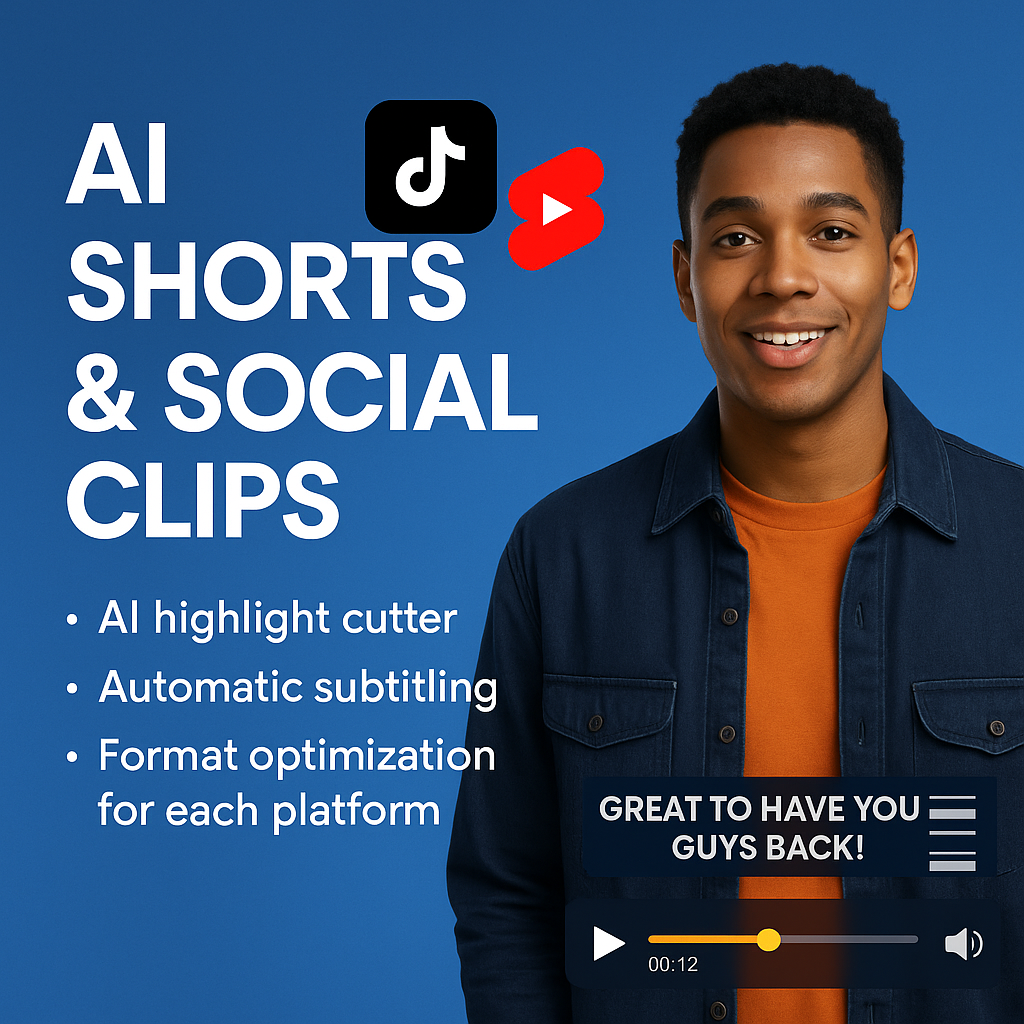 AI
SHORTS
& SOCIAL
CLIPS
• AI highlight cutter
• Automatic subtitling
• Format optimization
for each platform
GREAT TO HAVE YOU
GUYS BACK!
00:12